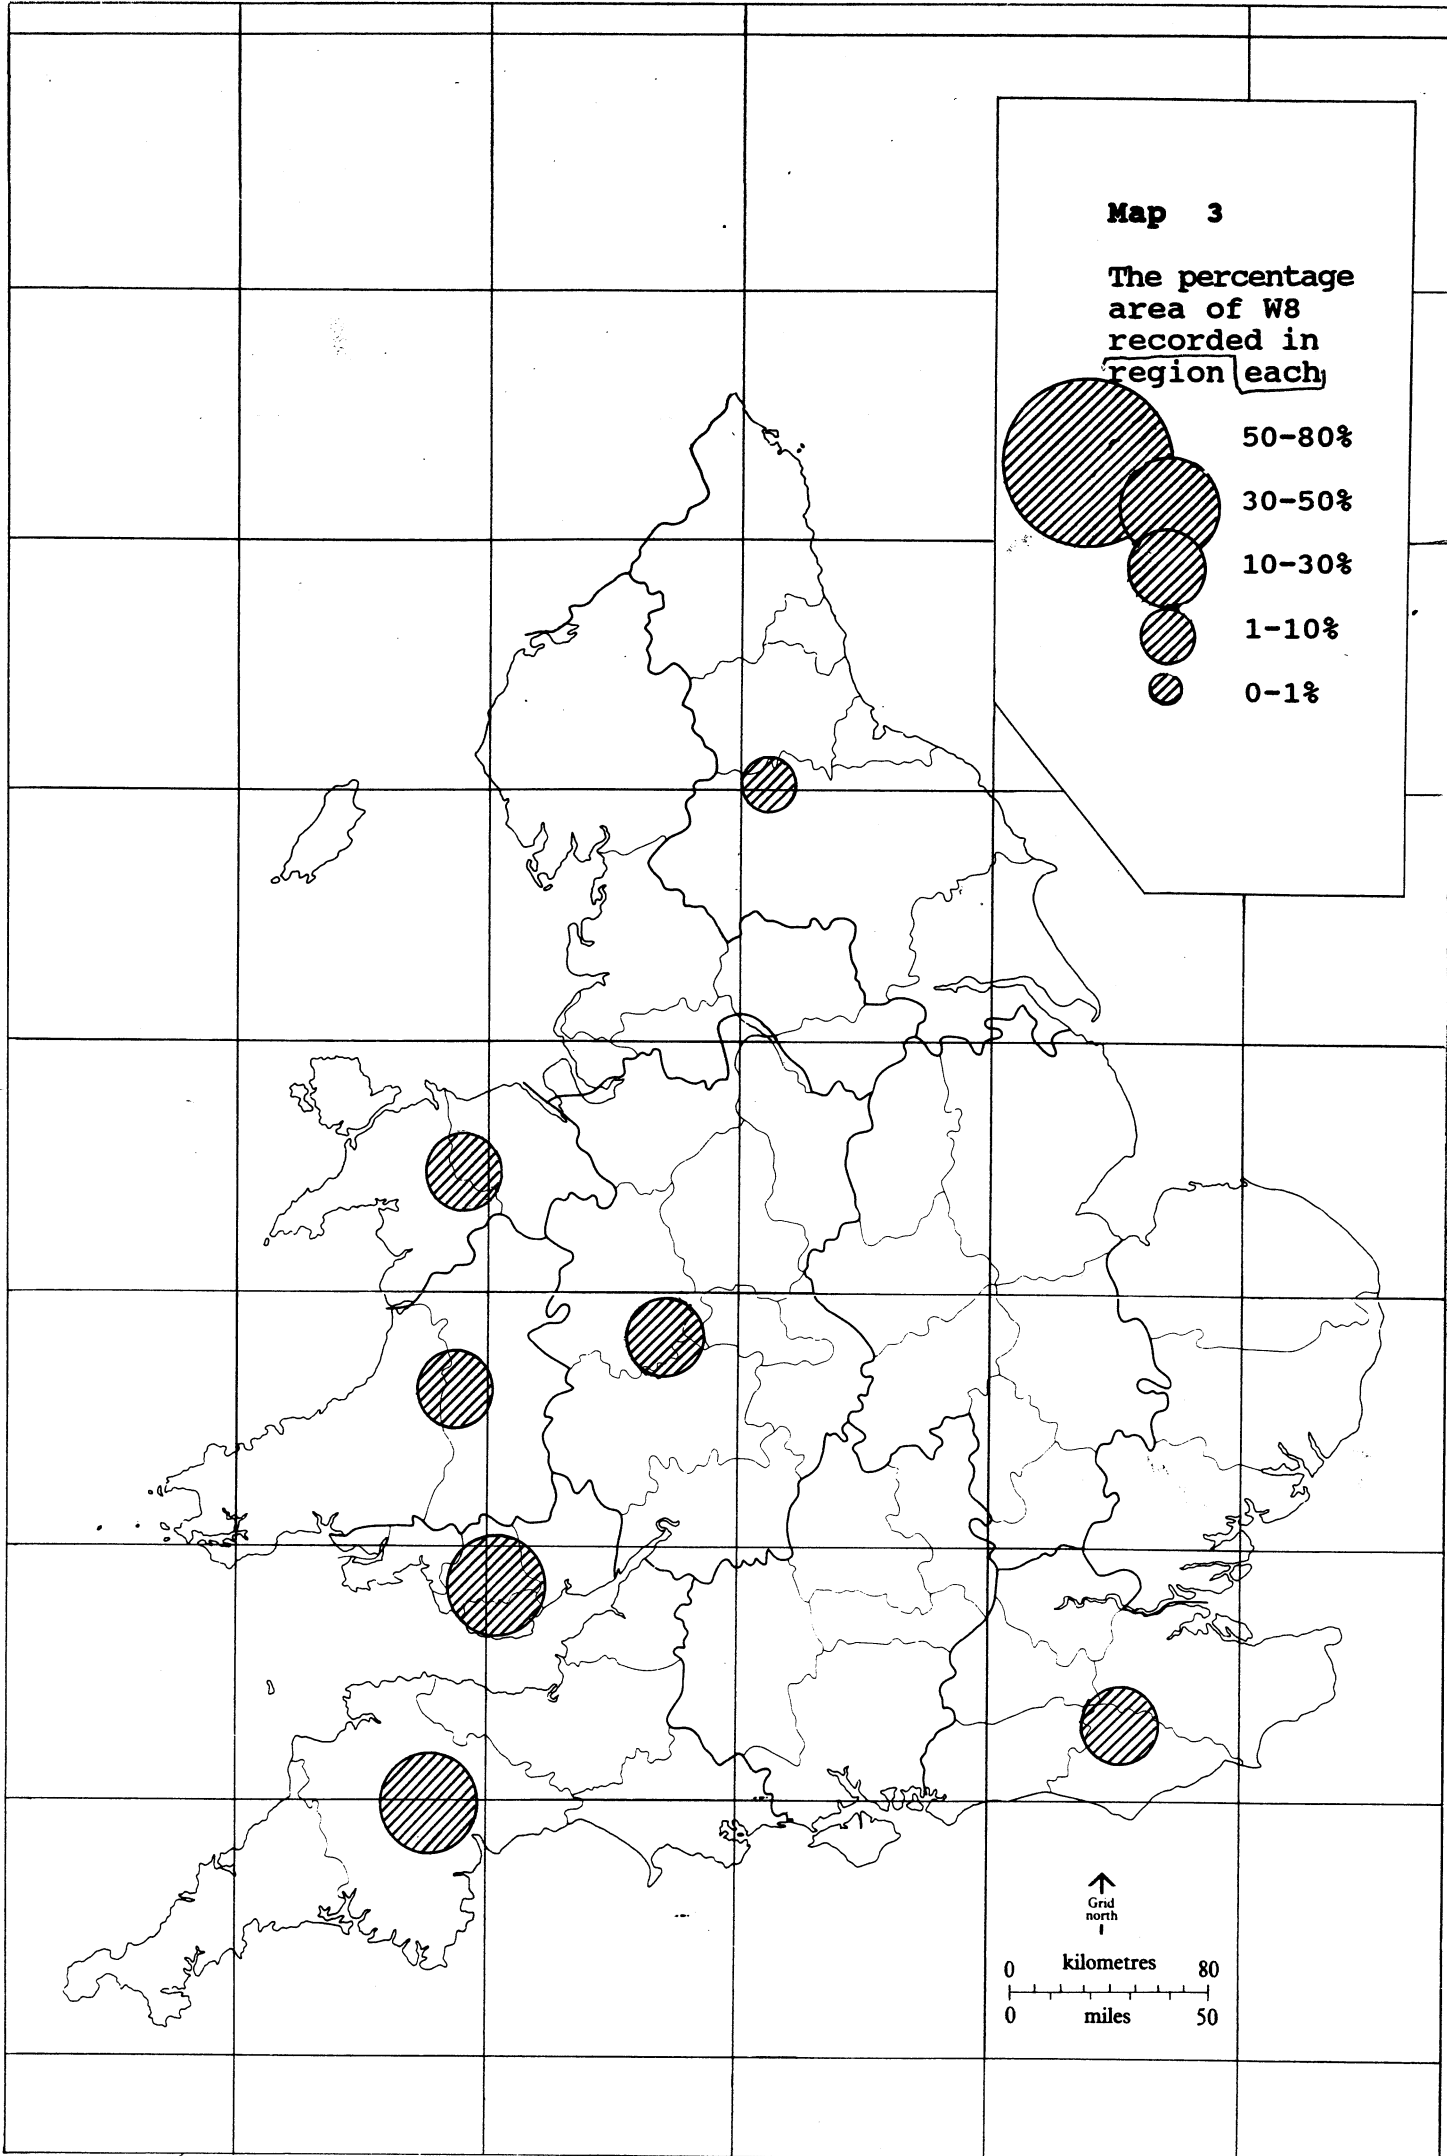 Map 3
The percentage
area of W8
recorded in
region each
50-80%
30-50%
10-30%
1-10%
0-1%
Grid
north
0 kilometres 80
0 miles 50